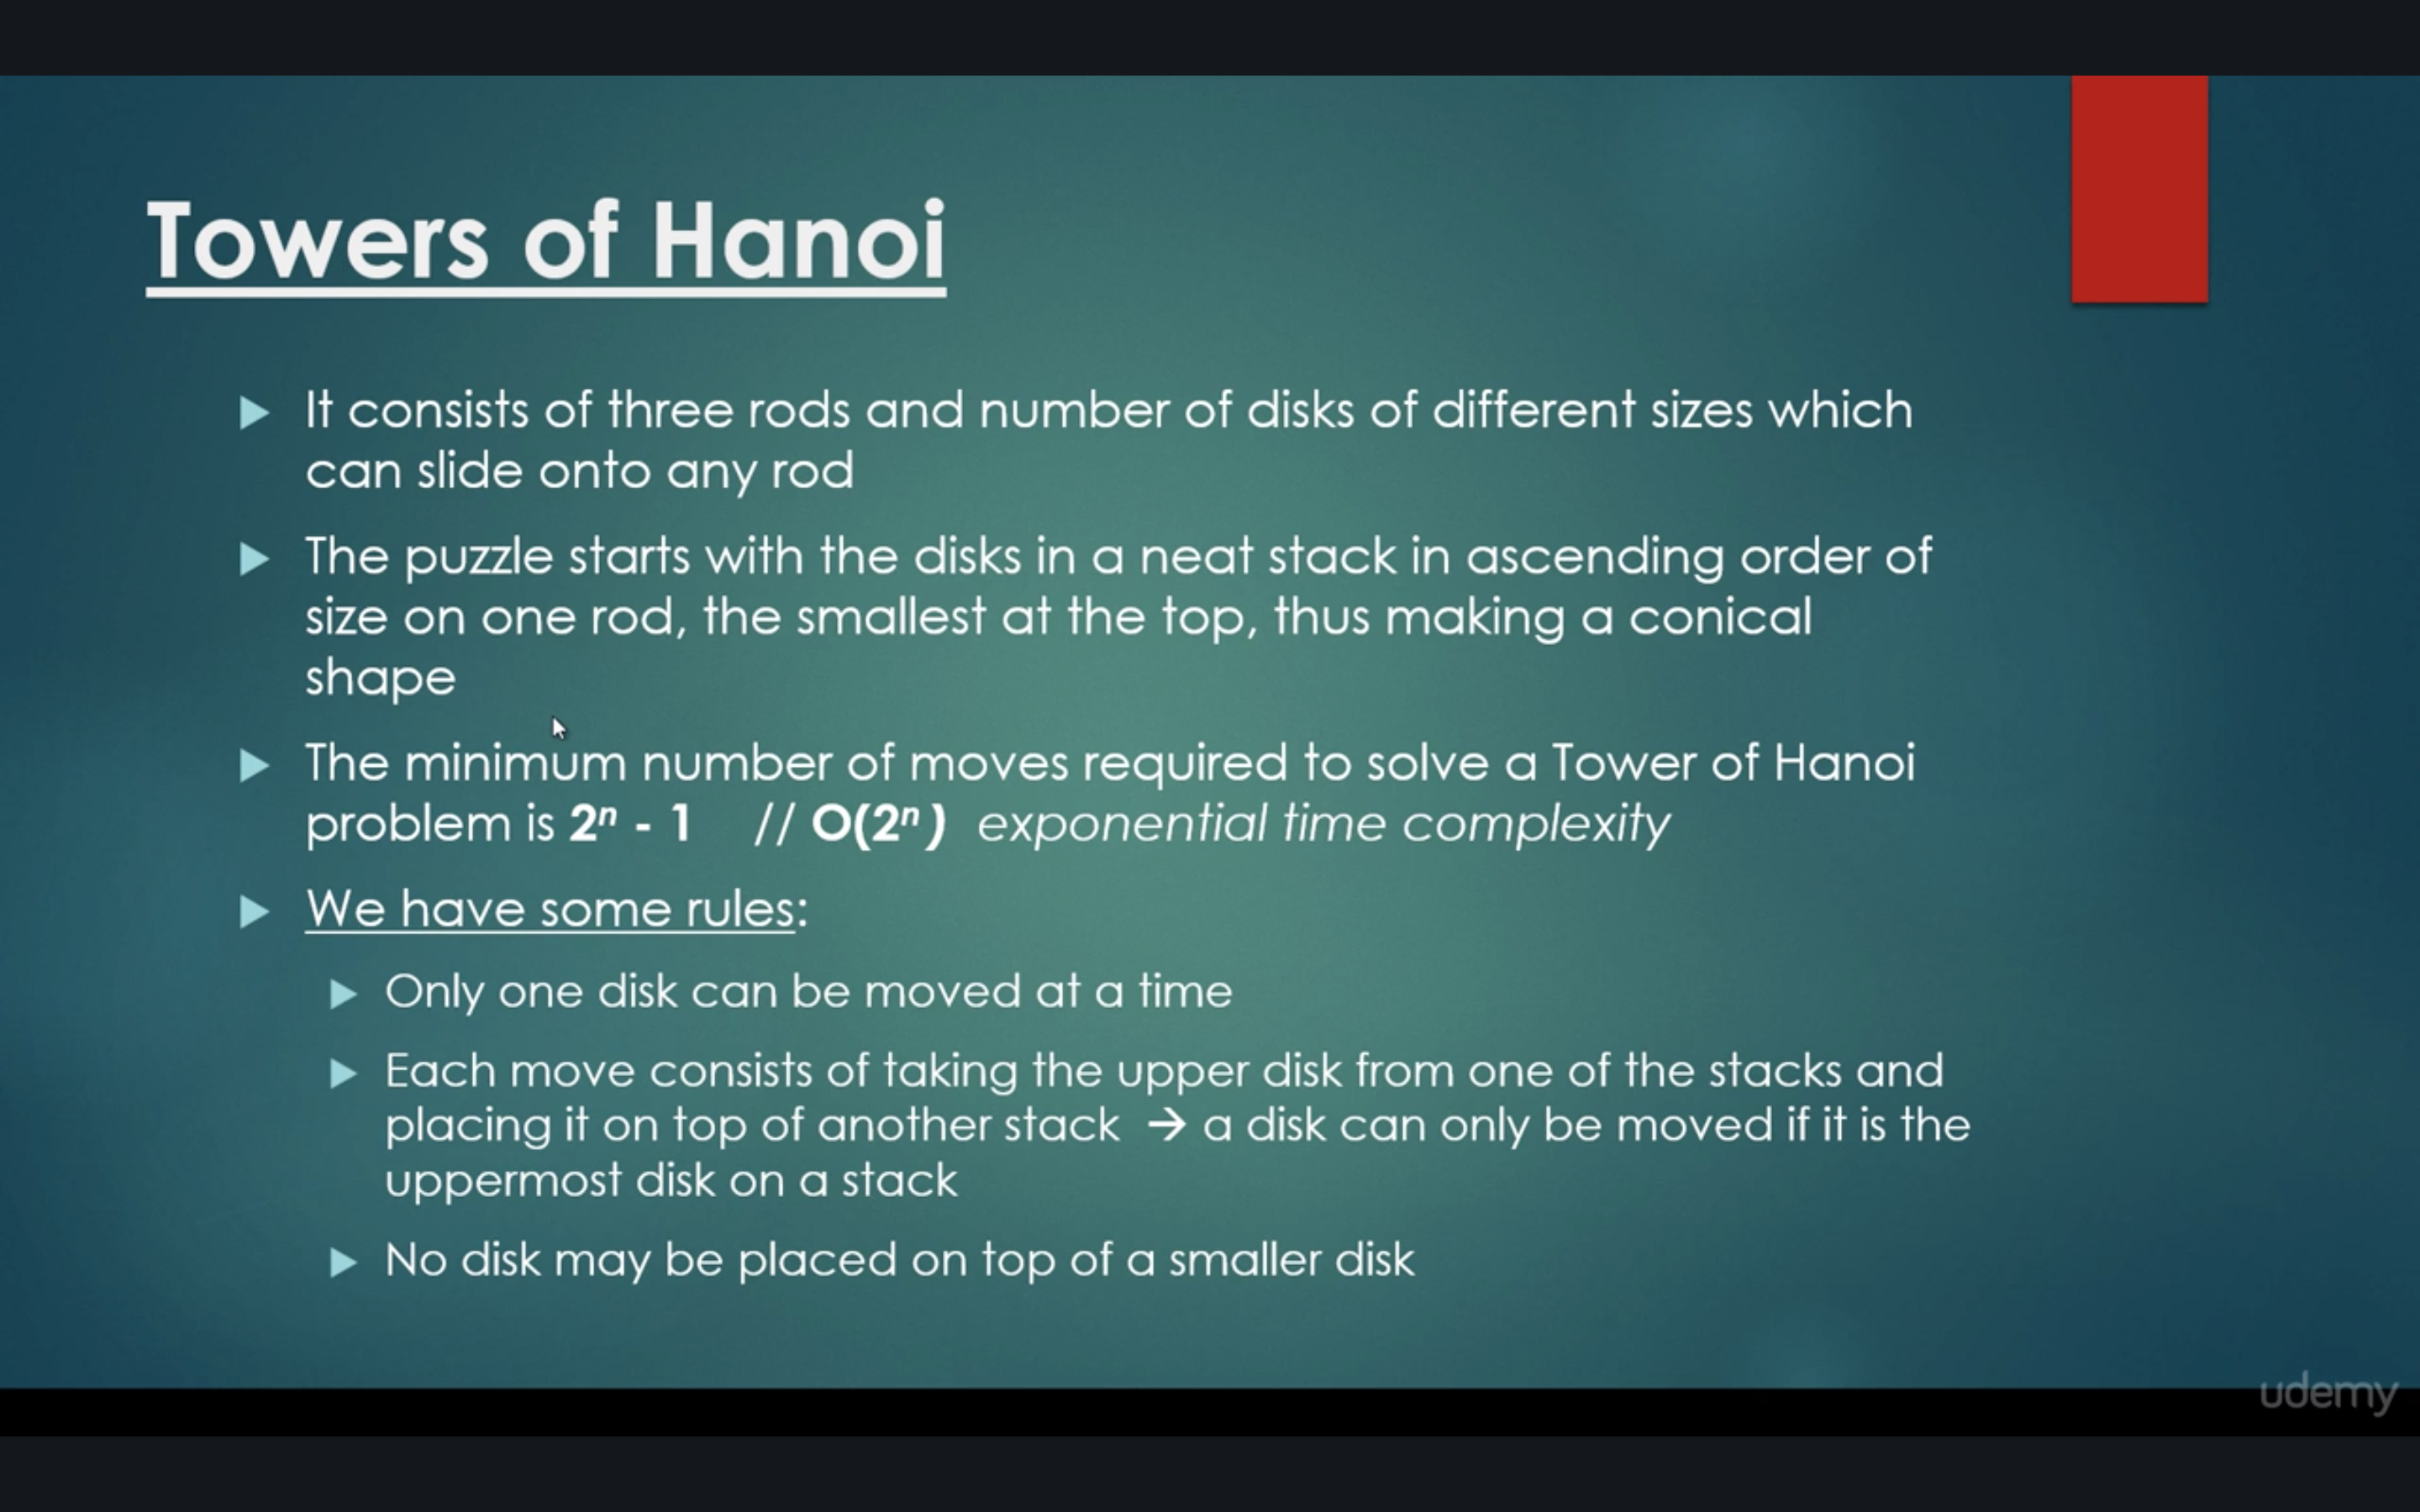 Towers of Hanoi
It consists of three rods and number of disks of different sizes which
can slide onto any rod
The puzzle starts with the disks in a neat stack in ascending order of
size on one rod, the smallest at the top, thus making a conical
shape
The minimum number of moves required to solve a Tower of Hanoi
problem is 2ⁿ - 1 // O(2ⁿ) exponential time complexity
We have some rules:
Only one disk can be moved at a time
Each move consists of taking the upper disk from one of the stacks and
placing it on top of another stack → a disk can only be moved if it is the
uppermost disk on a stack
No disk may be placed on top of a smaller disk
udemy